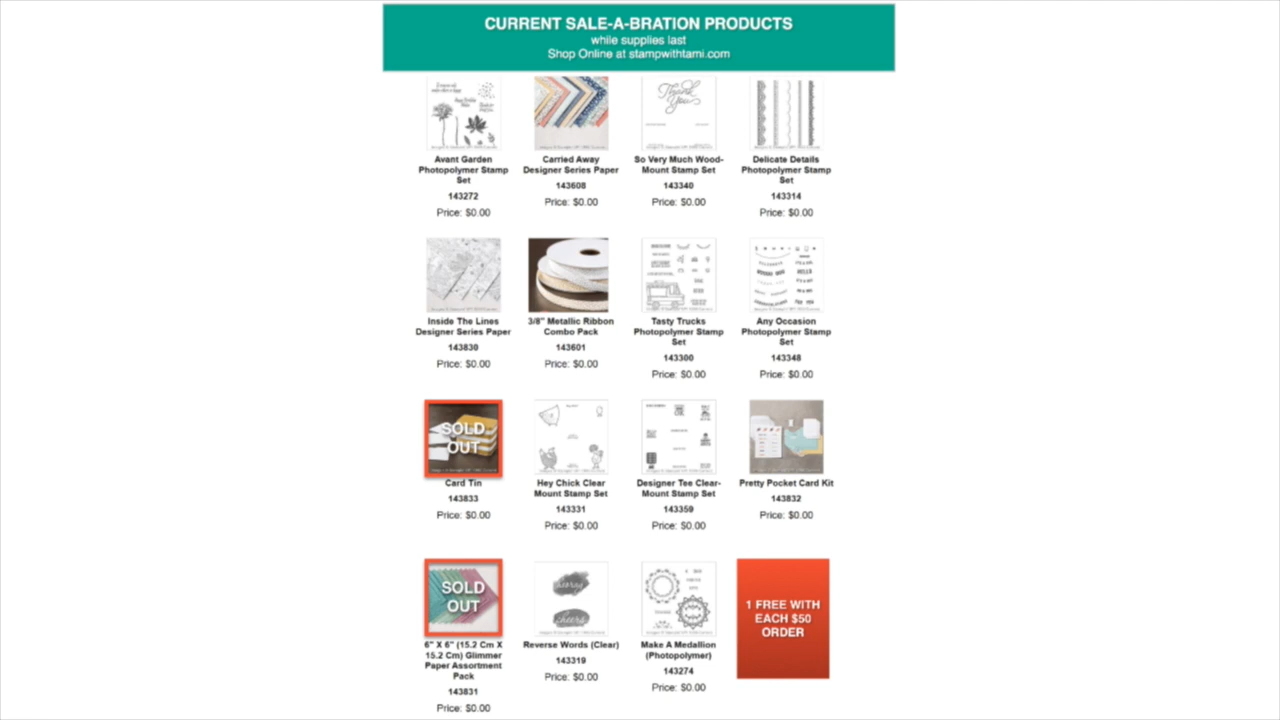 CURRENT SALE-A-BRATION PRODUCTS
while supplies last
Shop Online at stampwithtami.com
Thank
You
Avant Garden
Photopolymer Stamp
Set
143272
Price: $0.00
Carried Away
Designer Series Paper
143608
Price: $0.00
So Very Much Wood-
Mount Stamp Set
143340
Price: $0.00
Delicate Details
Photopolymer Stamp
Set
143314
Price: $0.00
Inside The Lines
Designer Series Paper
143830
Price: $0.00
3/8" Metallic Ribbon
Combo Pack
143601
Price: $0.00
Tasty Trucks
Photopolymer Stamp
Set
143300
Price: $0.00
Any Occasion
Photopolymer Stamp
Set
143348
Price: $0.00
SOLD
OUT
Card Tin
143833
Price: $0.00
Hey Chick Clear
Mount Stamp Set
143331
Price: $0.00
Designer Tee Clear-
Mount Stamp Set
143359
Price: $0.00
Pretty Pocket Card Kit
143832
Price: $0.00
SOLD
OUT
6" X 6" (15.2 Cm X
15.2 Cm) Glimmer
Paper Assortment
Pack
143831
Price: $0.00
hooray
cheers
Reverse Words (Clear)
143319
Price: $0.00
Make A Medallion
(Photopolymer)
143274
Price: $0.00
1 FREE WITH
EACH $50
ORDER